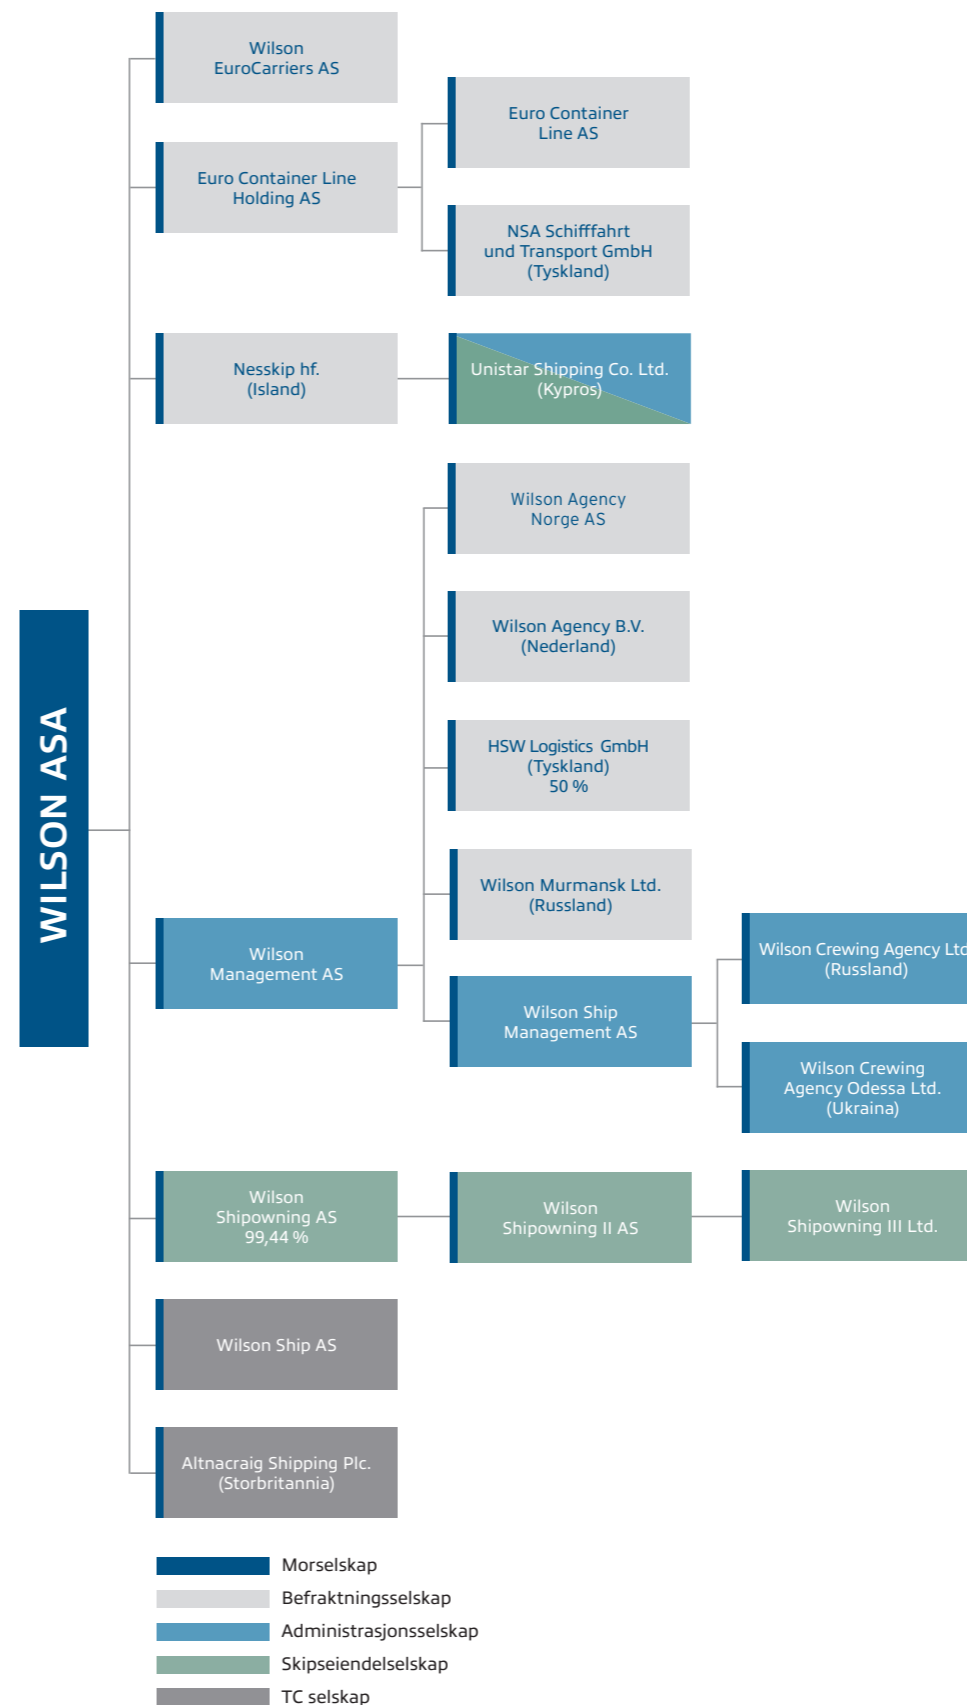 Wilson
EuroCarriers AS
Euro Container
Line AS
Euro Container Line
Holding AS
NSA Schifffahrt
und Transport GmbH
(Tyskland)
Nesskip hf.
(Island)
Unistar Shipping Co. Ltd.
(Kypros)
Wilson Agency
Norge AS
Wilson Agency B.V.
(Nederland)
HSW Logistics GmbH
(Tyskland)
50 %
WILSON ASA
Wilson Murmansk Ltd.
(Russland)
Wilson
Management AS
Wilson Ship
Management AS
Wilson Crewing Agency Ltd
(Russland)
Wilson Crewing
Agency Odessa Ltd.
(Ukraina)
Wilson
Shipowning AS
99,44 %
Wilson
Shipowning II AS
Wilson
Shipowning III Ltd.
Wilson Ship AS
Altnacraig Shipping Plc.
(Storbritannia)
Morselskap
Befraktningsselskap
Administrasjonsselskap
Skipseiendelselskap
TC selskap